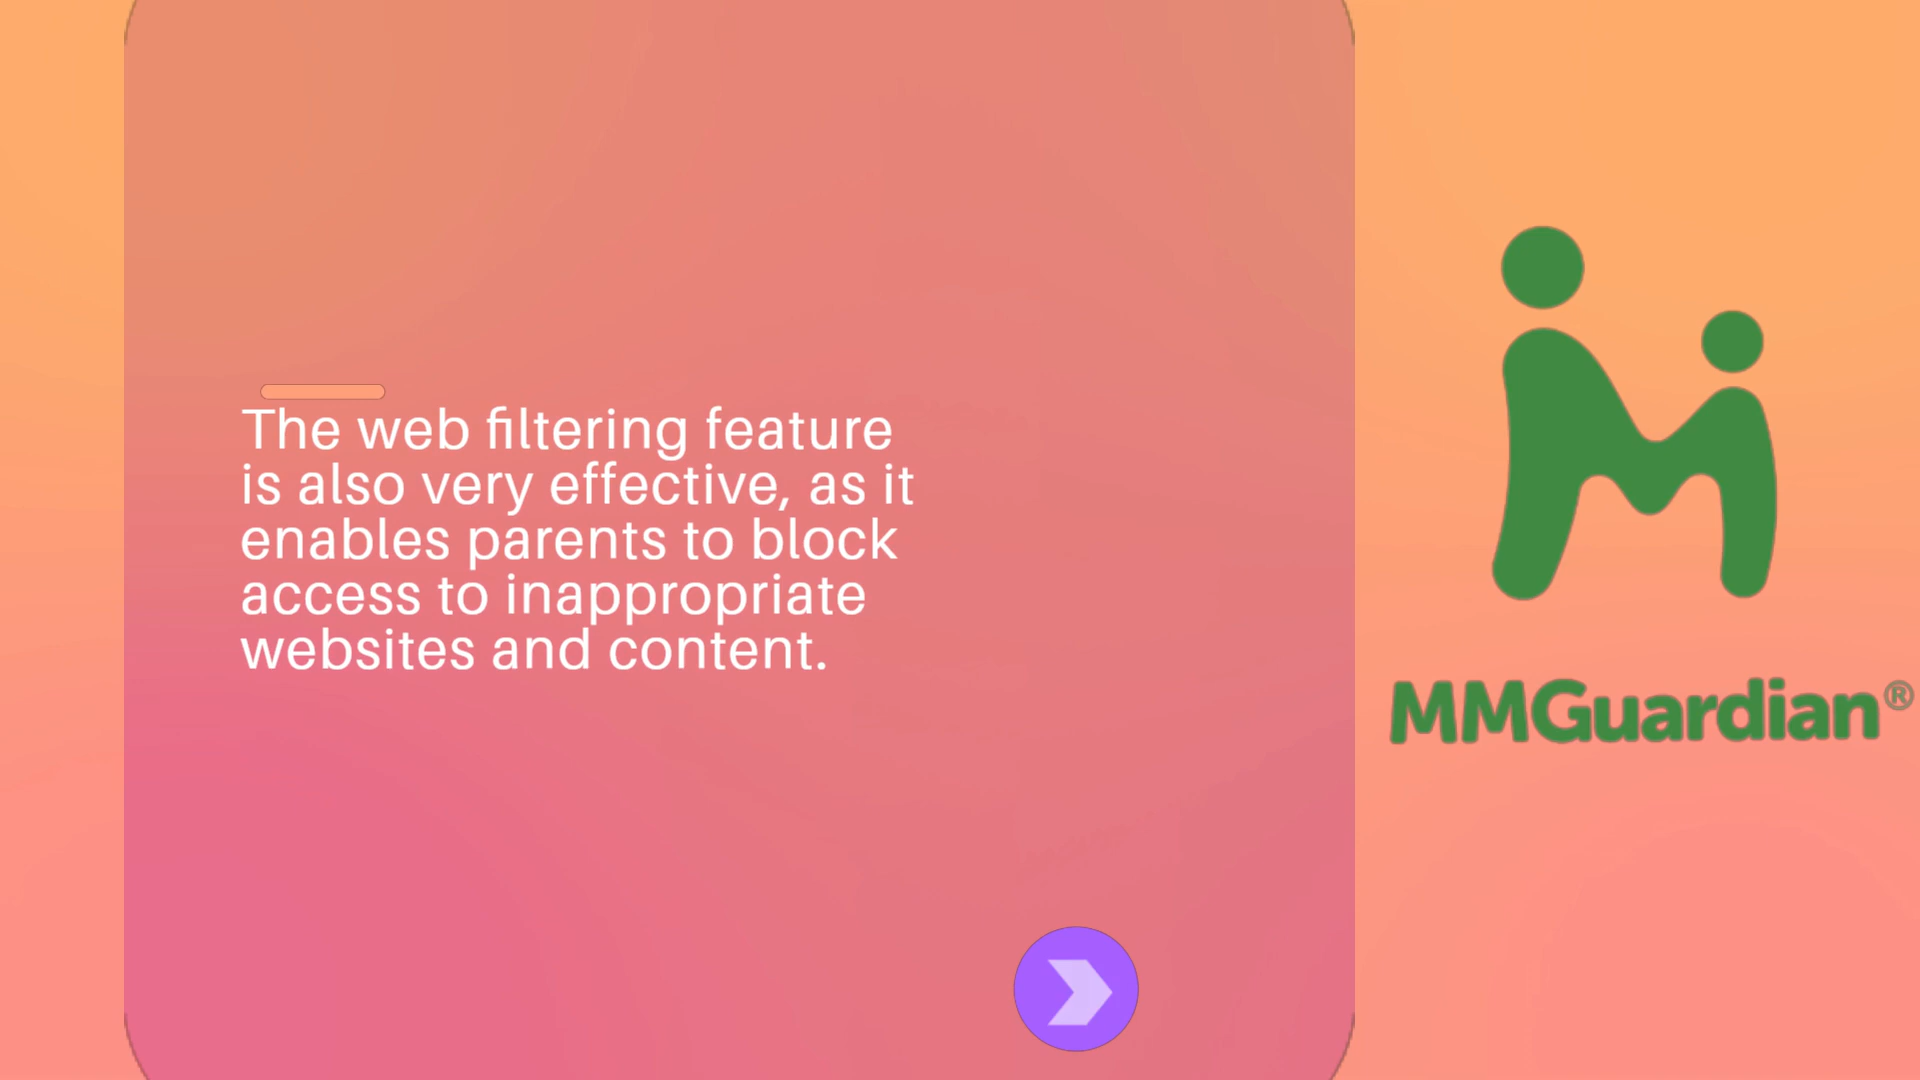 The web filtering feature
is also very effective, as it
enables parents to block
access to inappropriate
websites and content.
MMGuardian®